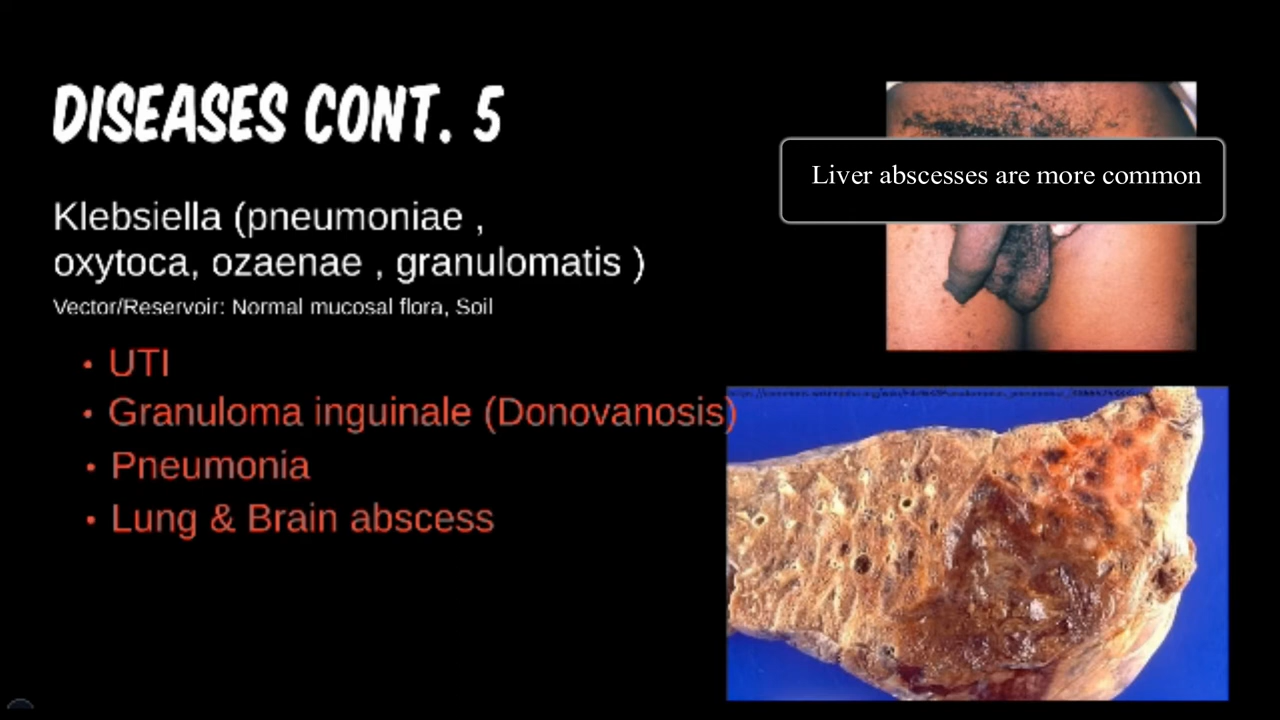 DISEASES CONT. 5
Liver abscesses are more common
Klebsiella (pneumoniae ,
oxytoca, ozaenae , granulomatis )
Vector/Reservoir: Normal mucosal flora, Soil
• UTI
• Granuloma inguinale (Donovanosis)
• Pneumonia
• Lung & Brain abscess